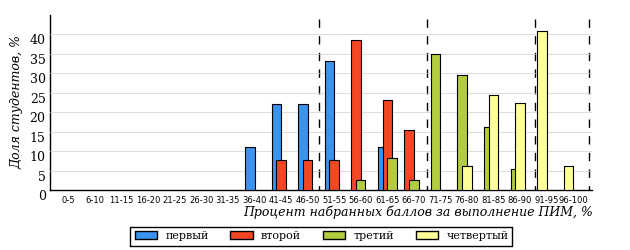 Доля студентов, %
40
35
30
25
20
15
10
5
0
0-5 6-10 11-15 16-20 21-25 26-30 31-35 36-40 41-45 46-50 51-55 56-60 61-65 66-70 71-75 76-80 81-85 86-90 91-95 96-100
Процент набранных баллов за выполнение ПИМ, %
первый второй третий четвертый